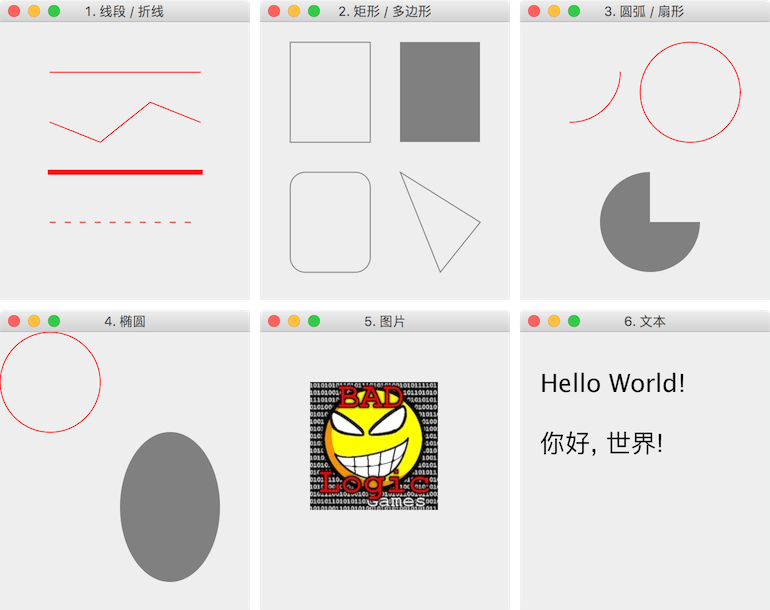 1. 线段 / 折线
2. 矩形 / 多边形
3. 圆弧 / 扇形
4. 椭圆
5. 图片
6. 文本
BAD
Logic
Games
Hello World!
你好, 世界!